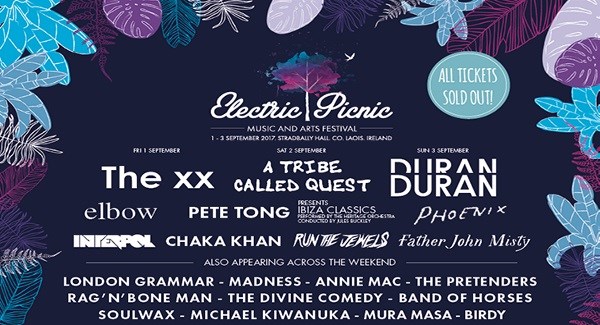 ALL TICKETS
SOLD OUT!
Electric Picnic
MUSIC AND ARTS FESTIVAL
1 - 3 SEPTEMBER 2017. STRADBALLY HALL. CO. LAOIS. IRELAND
FRI 1 SEPTEMBER
The xx
SAT 2 SEPTEMBER
A TRIBE
CALLED QUEST
SUN 3 SEPTEMBER
DURAN
DURAN
elbow
PETE TONG
PRESENTS
IBIZA CLASSICS
PERFORMED BY THE HERITAGE ORCHESTRA
CONDUCTED BY JULES BUCKLEY
PHOENIX
INTERPOL
CHAKA KHAN
RUN THE JEWELS
Father John Misty
ALSO APPEARING ACROSS THE WEEKEND
LONDON GRAMMAR - MADNESS - ANNIE MAC - THE PRETENDERS
RAG'N'BONE MAN - THE DIVINE COMEDY - BAND OF HORSES
SOULWAX - MICHAEL KIWANUKA - MURA MASA - BIRDY